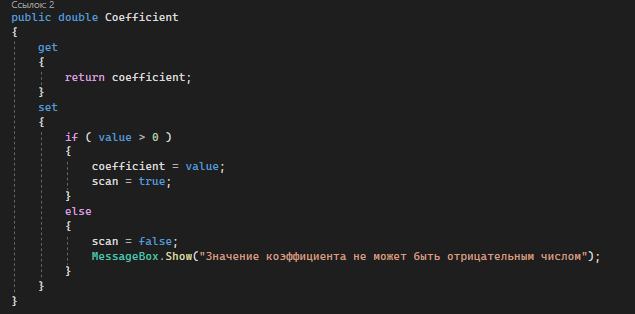 Ссылок: 2
public double Coefficient
{
get
{
return coefficient;
}
set
{
if ( value > 0 )
{
coefficient = value;
scan = true;
}
else
{
scan = false;
MessageBox.Show("Значение коэффициента не может быть отрицательным числом");
}
}
}